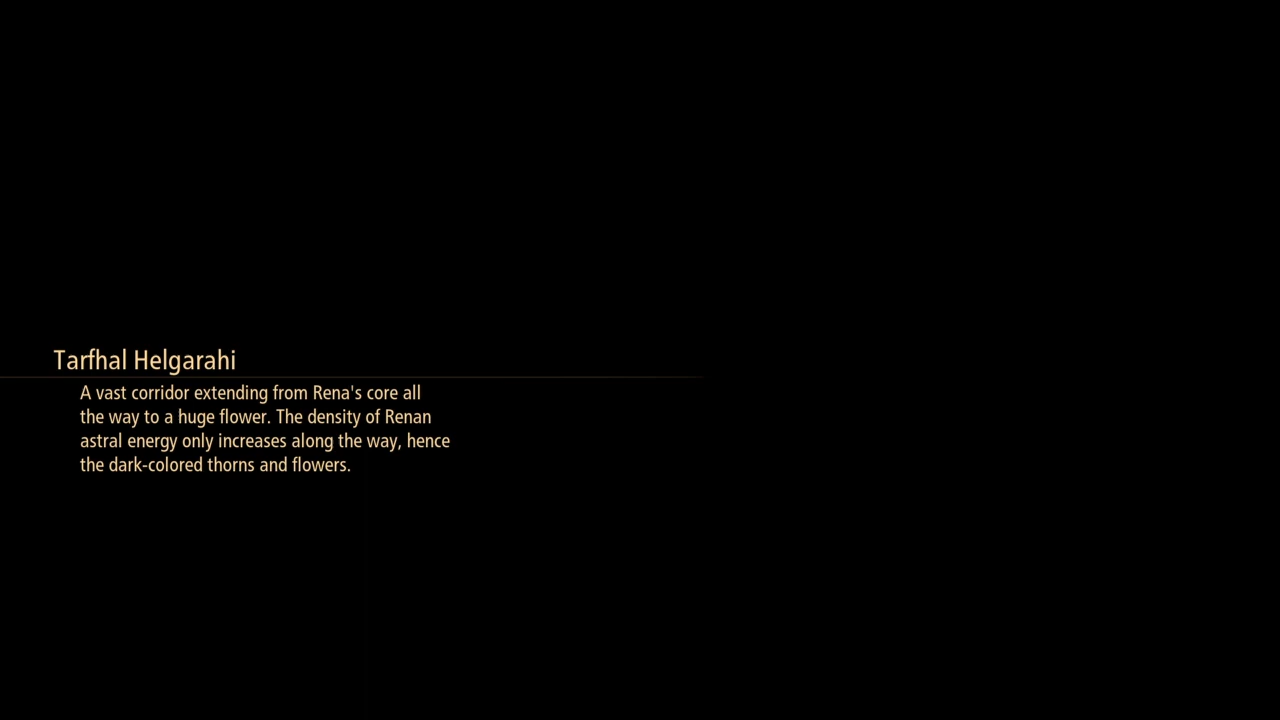 Tarfhal Helgarahi
A vast corridor extending from Rena's core all
the way to a huge flower. The density of Renan
astral energy only increases along the way, hence
the dark-colored thorns and flowers.